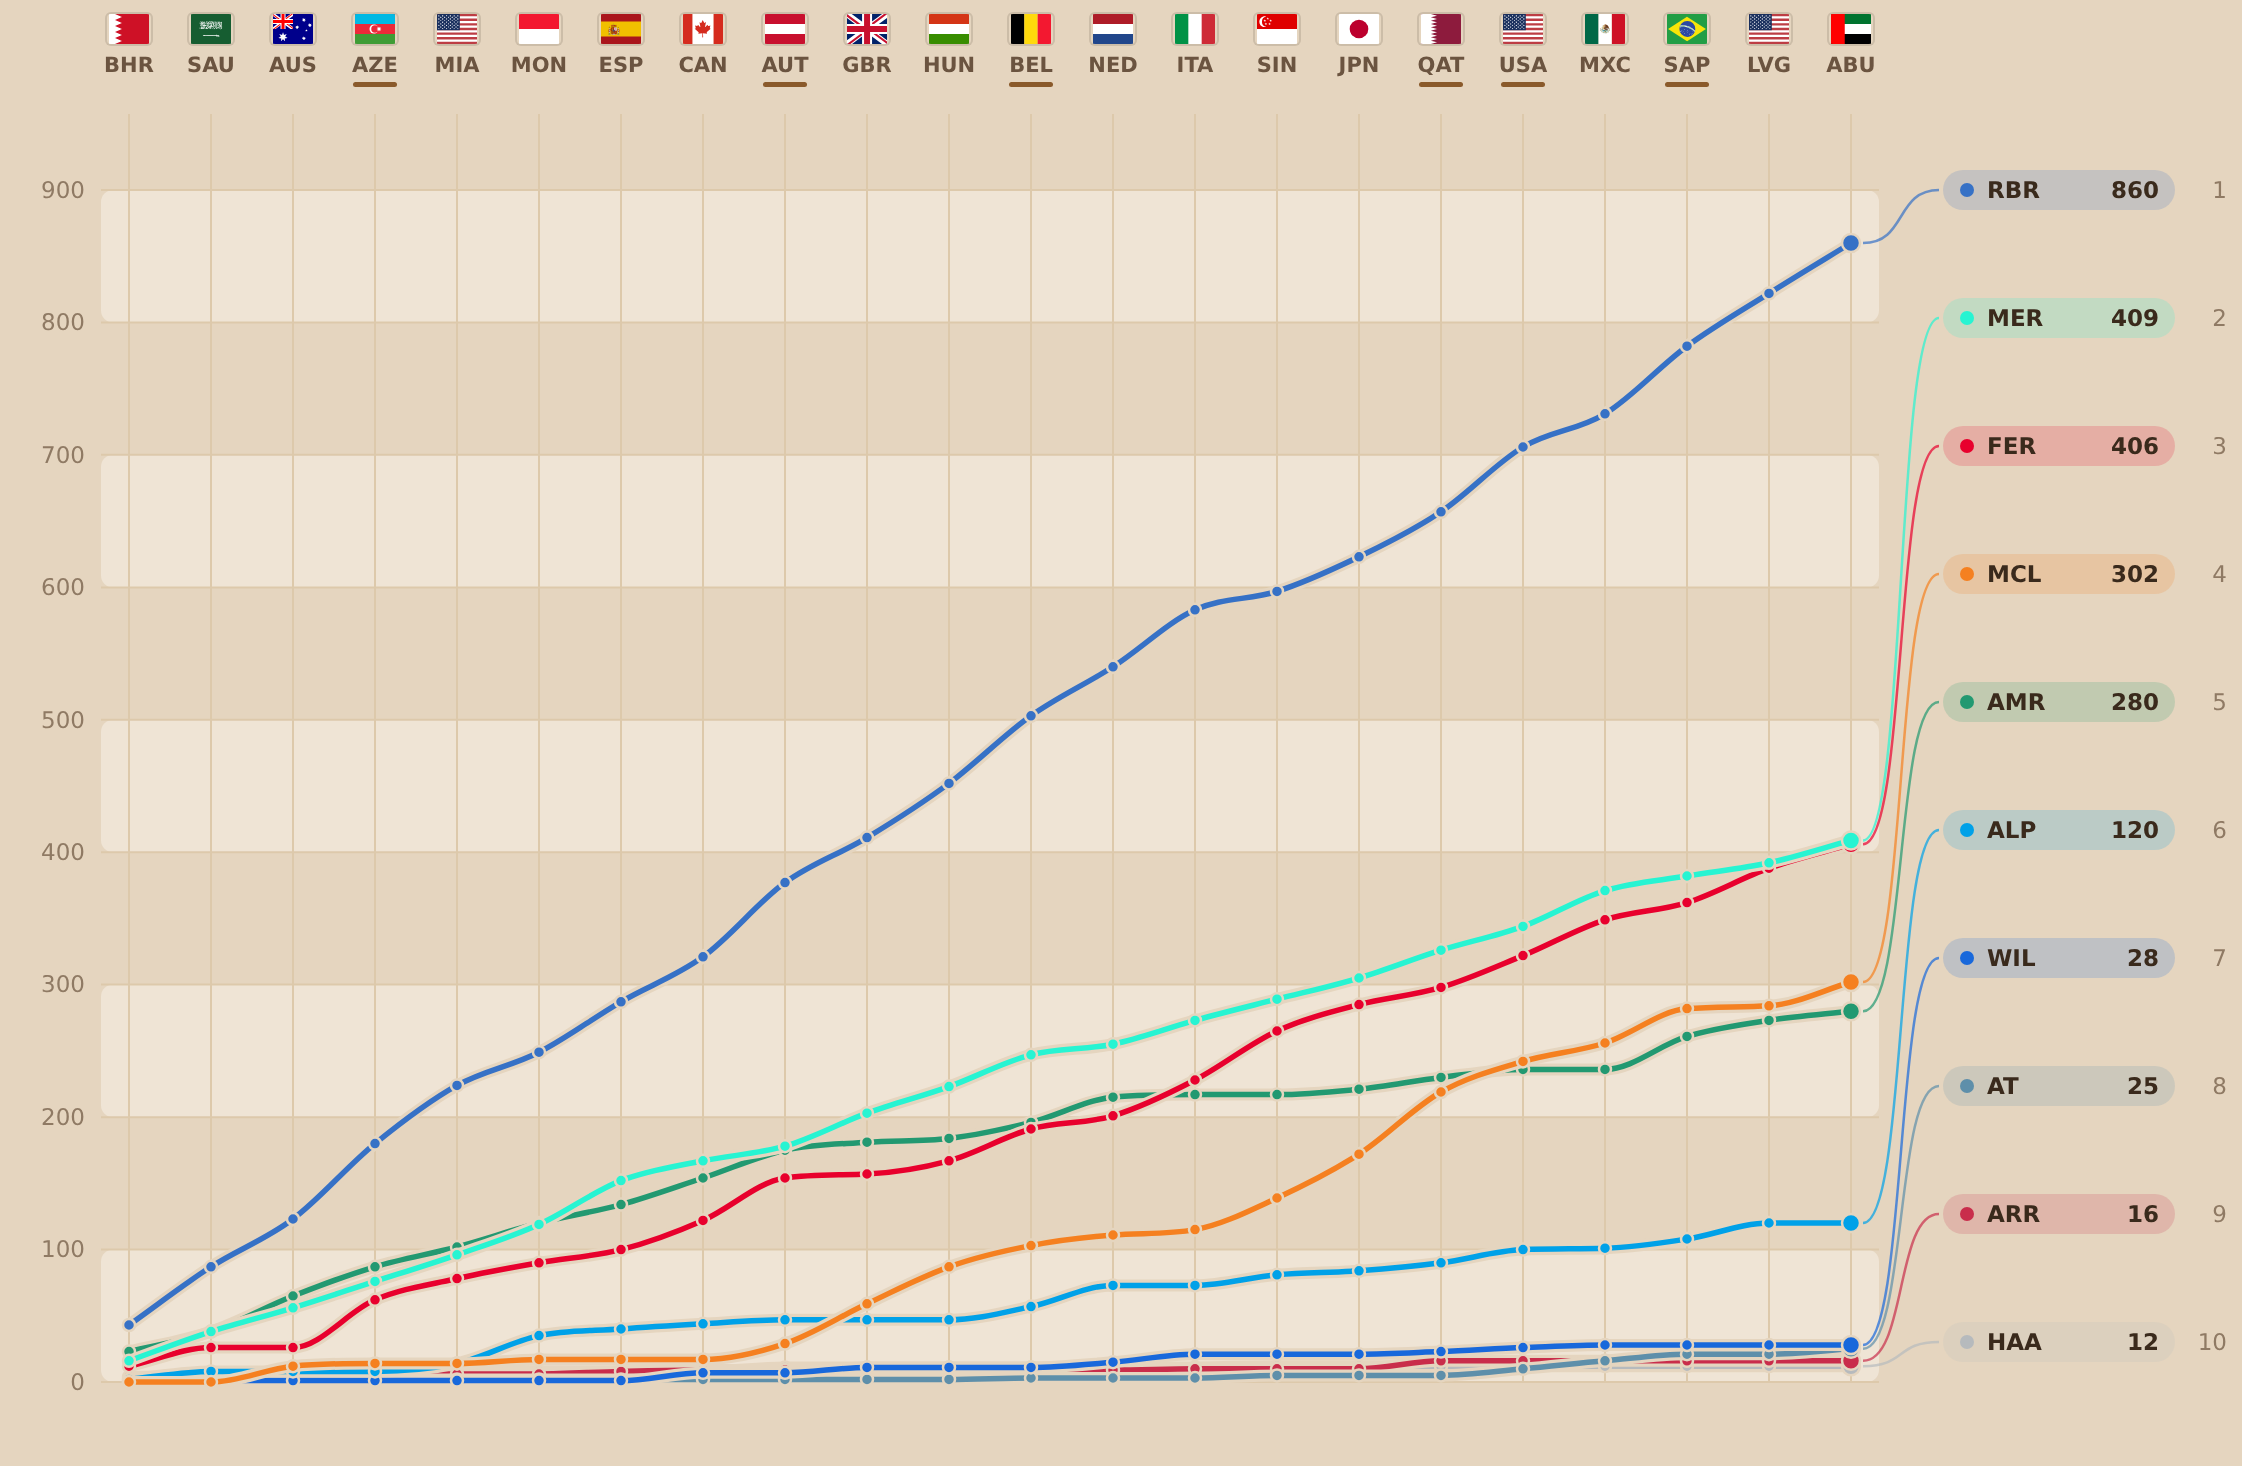 BHR SAU AUS AZE MIA MON ESP CAN AUT GBR HUN BEL NED ITA SIN JPN QAT USA MXC SAP LVG ABU
900
800
700
600
500
400
300
200
100
0
RBR 860 1
MER 409 2
FER 406 3
MCL 302 4
AMR 280 5
ALP 120 6
WIL 28 7
AT 25 8
ARR 16 9
HAA 12 10